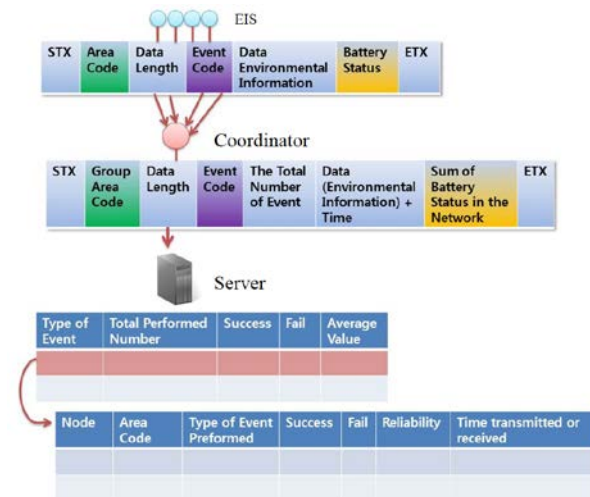 EIS
STX Area Code Data Length Event Code Data Environmental Information Battery Status ETX
Coordinator
STX Group Area Code Data Length Event Code The Total Number of Event Data (Environmental Information) + Time Sum of Battery Status in the Network ETX
Server
Type of Event Total Performed Number Success Fail Average Value
Node Area Code Type of Event Preformed Success Fail Reliability Time transmitted or received